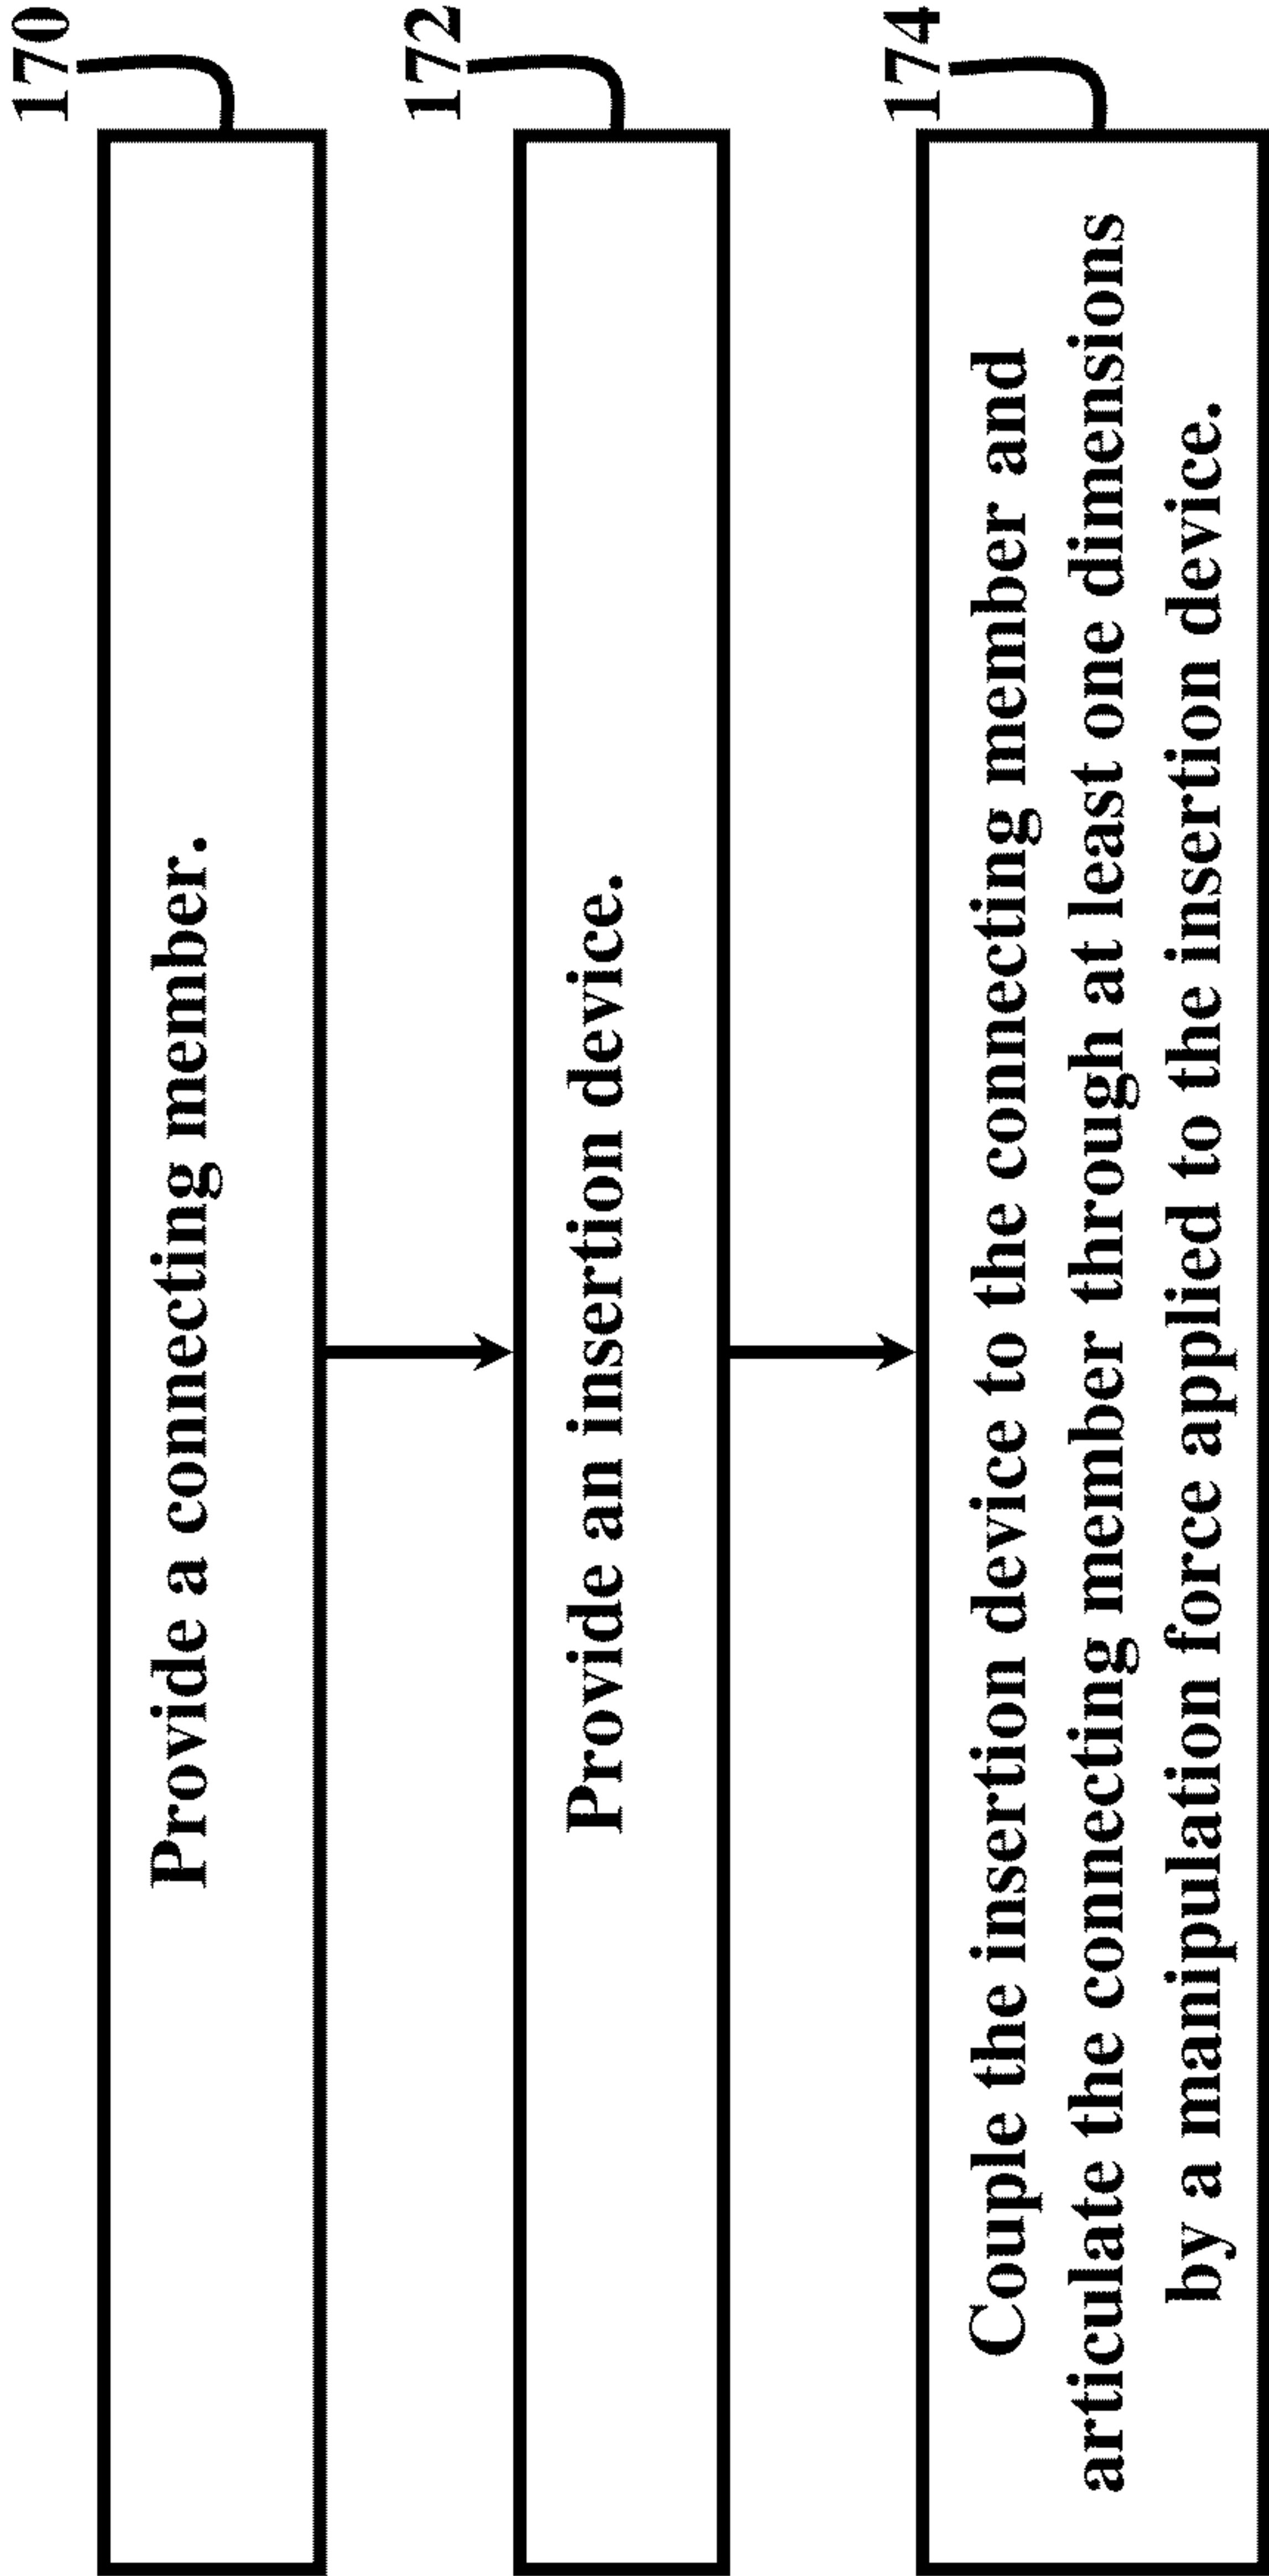 170
Provide a connecting member.
172
Provide an insertion device.
174
Couple the insertion device to the connecting member and
articulate the connecting member through at least one dimensions
by a manipulation force applied to the insertion device.